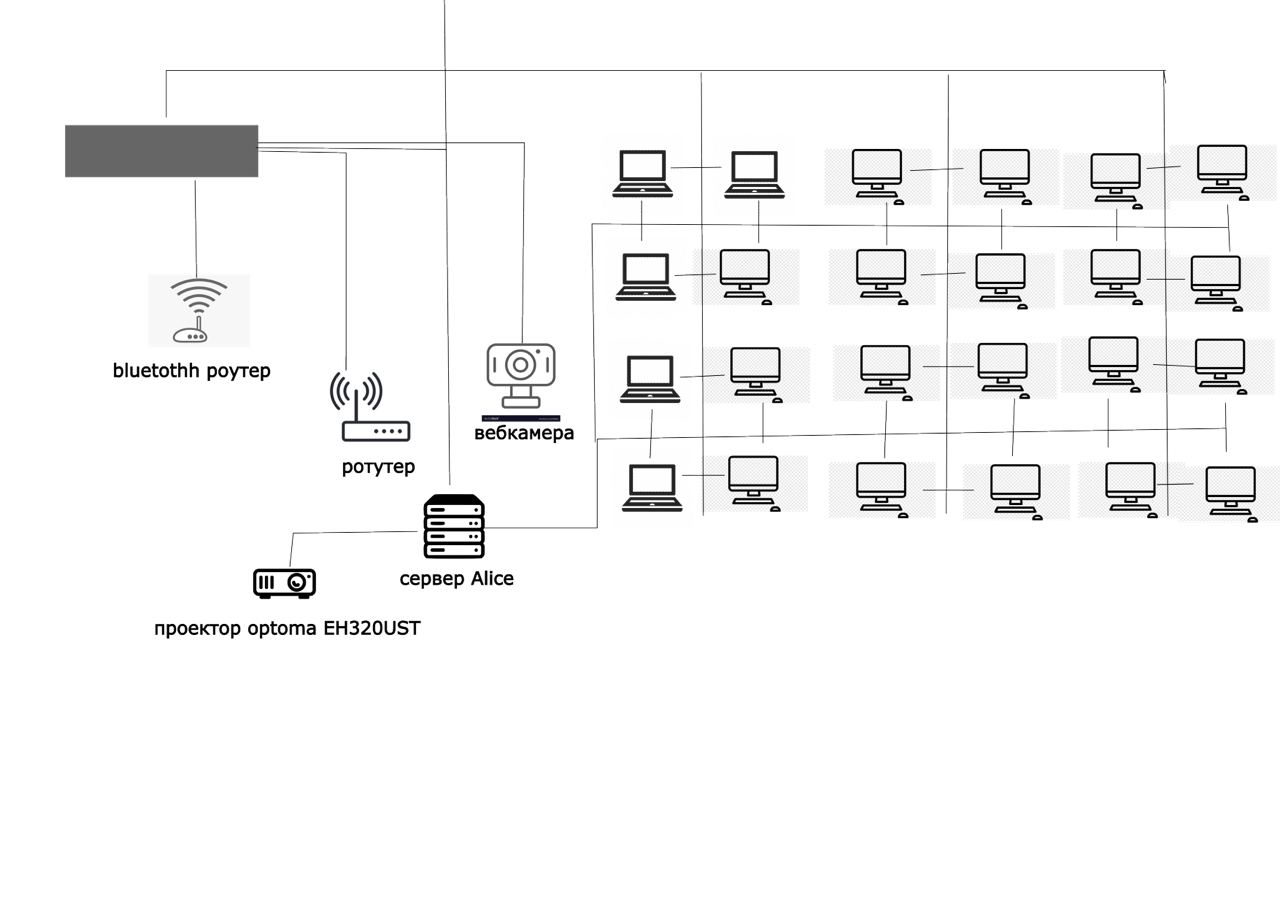 bluetothh роутер
ротутер
вебкамера
сервер Alice
проектор optoma EH320UST